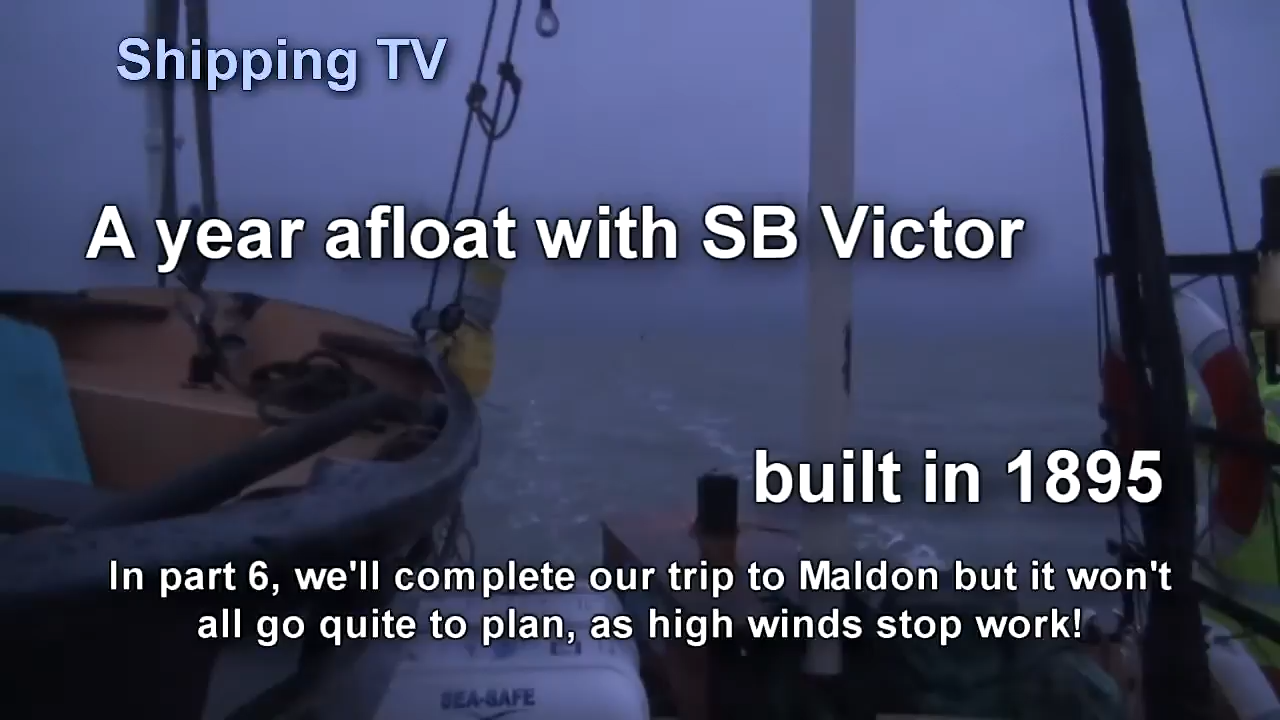 Shipping TV
A year afloat with SB Victor
built in 1895
In part 6, we'll complete our trip to Maldon but it won't
all go quite to plan, as high winds stop work!
SEA-SAFE